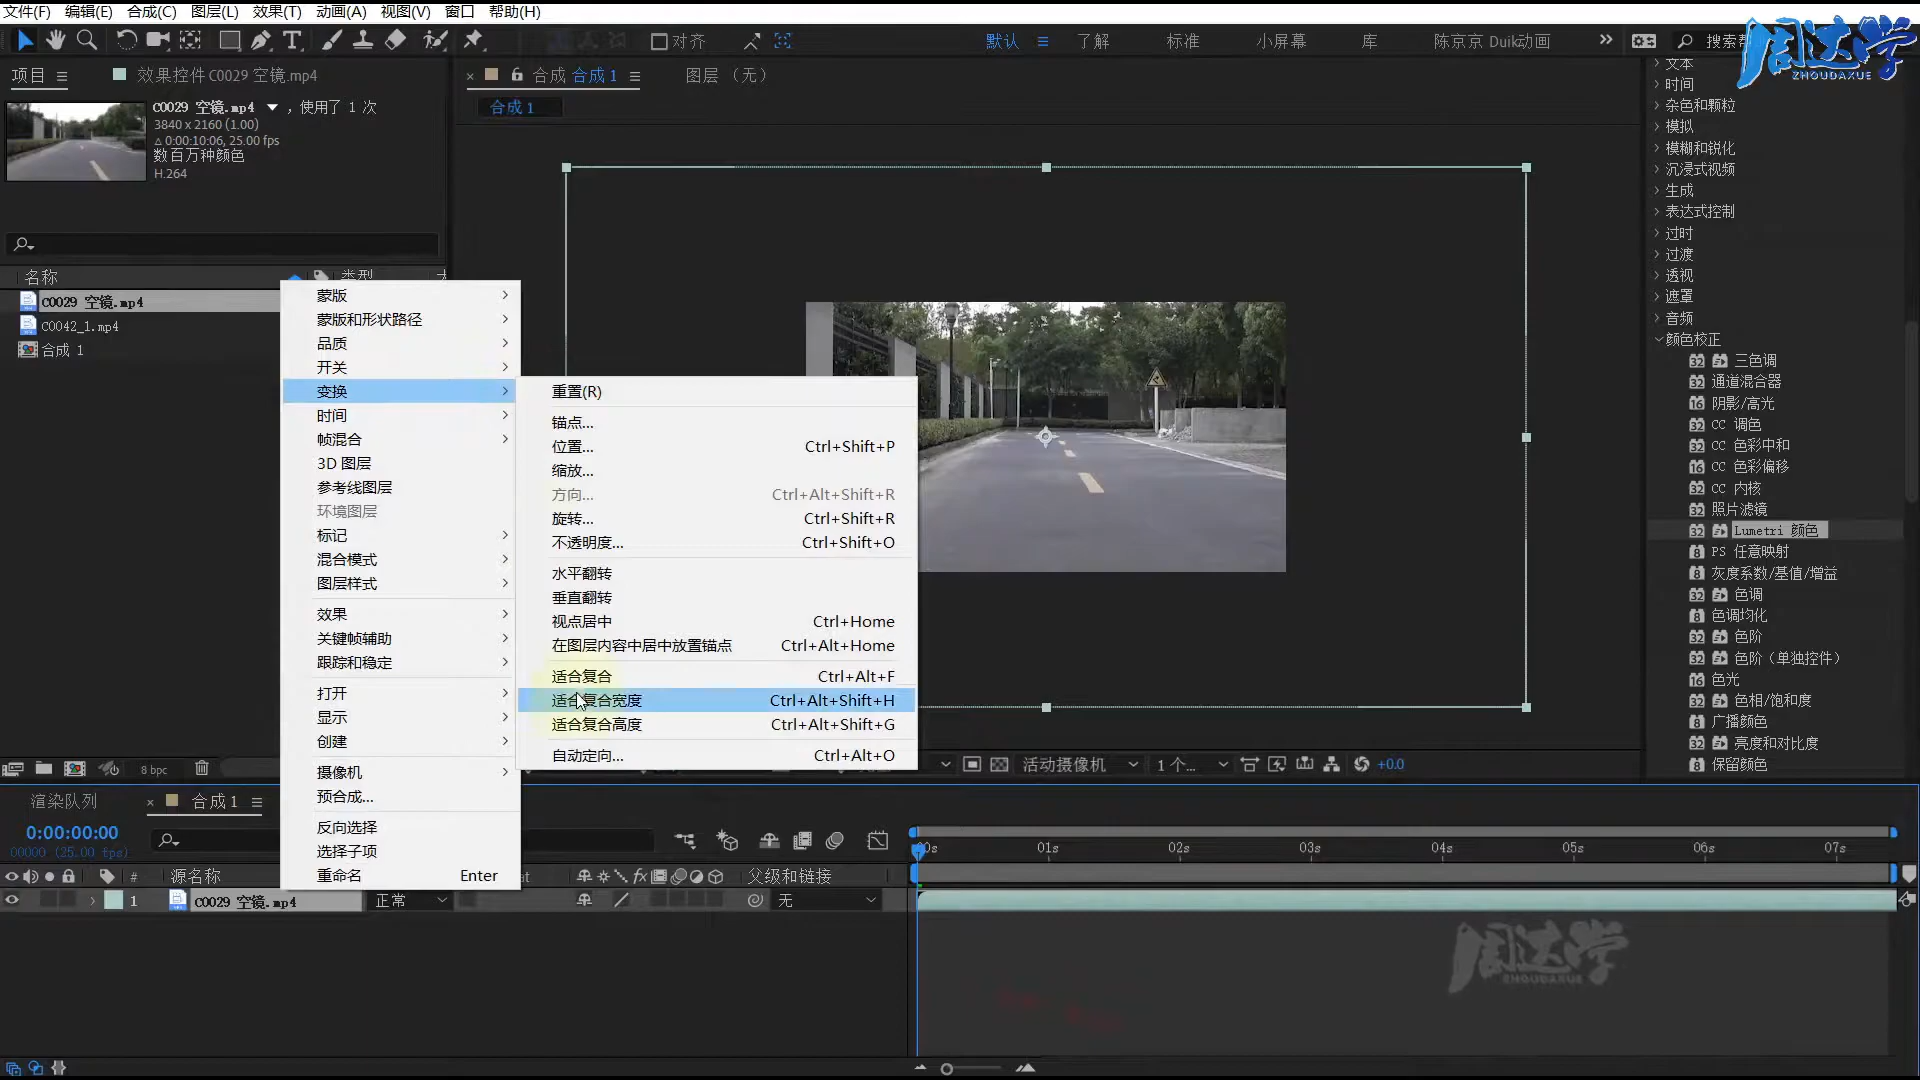 文件(F) 编辑(E) 合成(C) 图层(L) 效果(T) 动画(A) 视图(V) 窗口 帮助(H)
对齐 默认 了解 标准 小屏幕 库 陈京京 Duik动画 搜索帮
周达学
ZHOUDAXUE
项目 效果控件 C0029 空镜.mp4 合成 合成 1 图层 (无)
合成 1
C0029 空镜.mp4 , 使用了 1 次
3840 x 2160 (1.00)
△ 0:00:10:06, 25.00 fps
数百万种颜色
H.264
名称 类型
C0029 空镜.mp4
C0042_1.mp4
合成 1
蒙版
蒙版和形状路径
品质
开关
变换
时间
帧混合
3D 图层
参考线图层
环境图层
标记
混合模式
图层样式
效果
关键帧辅助
跟踪和稳定
打开
显示
创建
摄像机
预合成...
反向选择
选择子项
重命名 Enter
重置(R)
锚点...
位置... Ctrl+Shift+P
缩放...
方向... Ctrl+Alt+Shift+R
旋转... Ctrl+Shift+R
不透明度... Ctrl+Shift+O
水平翻转
垂直翻转
视点居中 Ctrl+Home
在图层内容中居中放置锚点 Ctrl+Alt+Home
适合复合 Ctrl+Alt+F
适合复合宽度 Ctrl+Alt+Shift+H
适合复合高度 Ctrl+Alt+Shift+G
自动定向... Ctrl+Alt+O
文本
时间
杂色和颗粒
模拟
模糊和锐化
沉浸式视频
生成
表达式控制
过时
过渡
透视
遮罩
音频
颜色校正
三色调
通道混合器
阴影/高光
CC 调色
CC 色彩中和
CC 色彩偏移
CC 内核
照片滤镜
Lumetri 颜色
PS 任意映射
灰度系数/基值/增益
色调
色调均化
色阶
色阶 (单独控件)
色光
色相/饱和度
广播颜色
亮度和对比度
保留颜色
8 bpc
活动摄像机 1 个... +0.0
渲染队列 合成 1
0:00:00:00
00000 (25.00 fps)
00s 01s 02s 03s 04s 05s 06s 07s
# 源名称 父级和链接
1 C0029 空镜.mp4 正常 无
周达学
ZHOUDAXUE